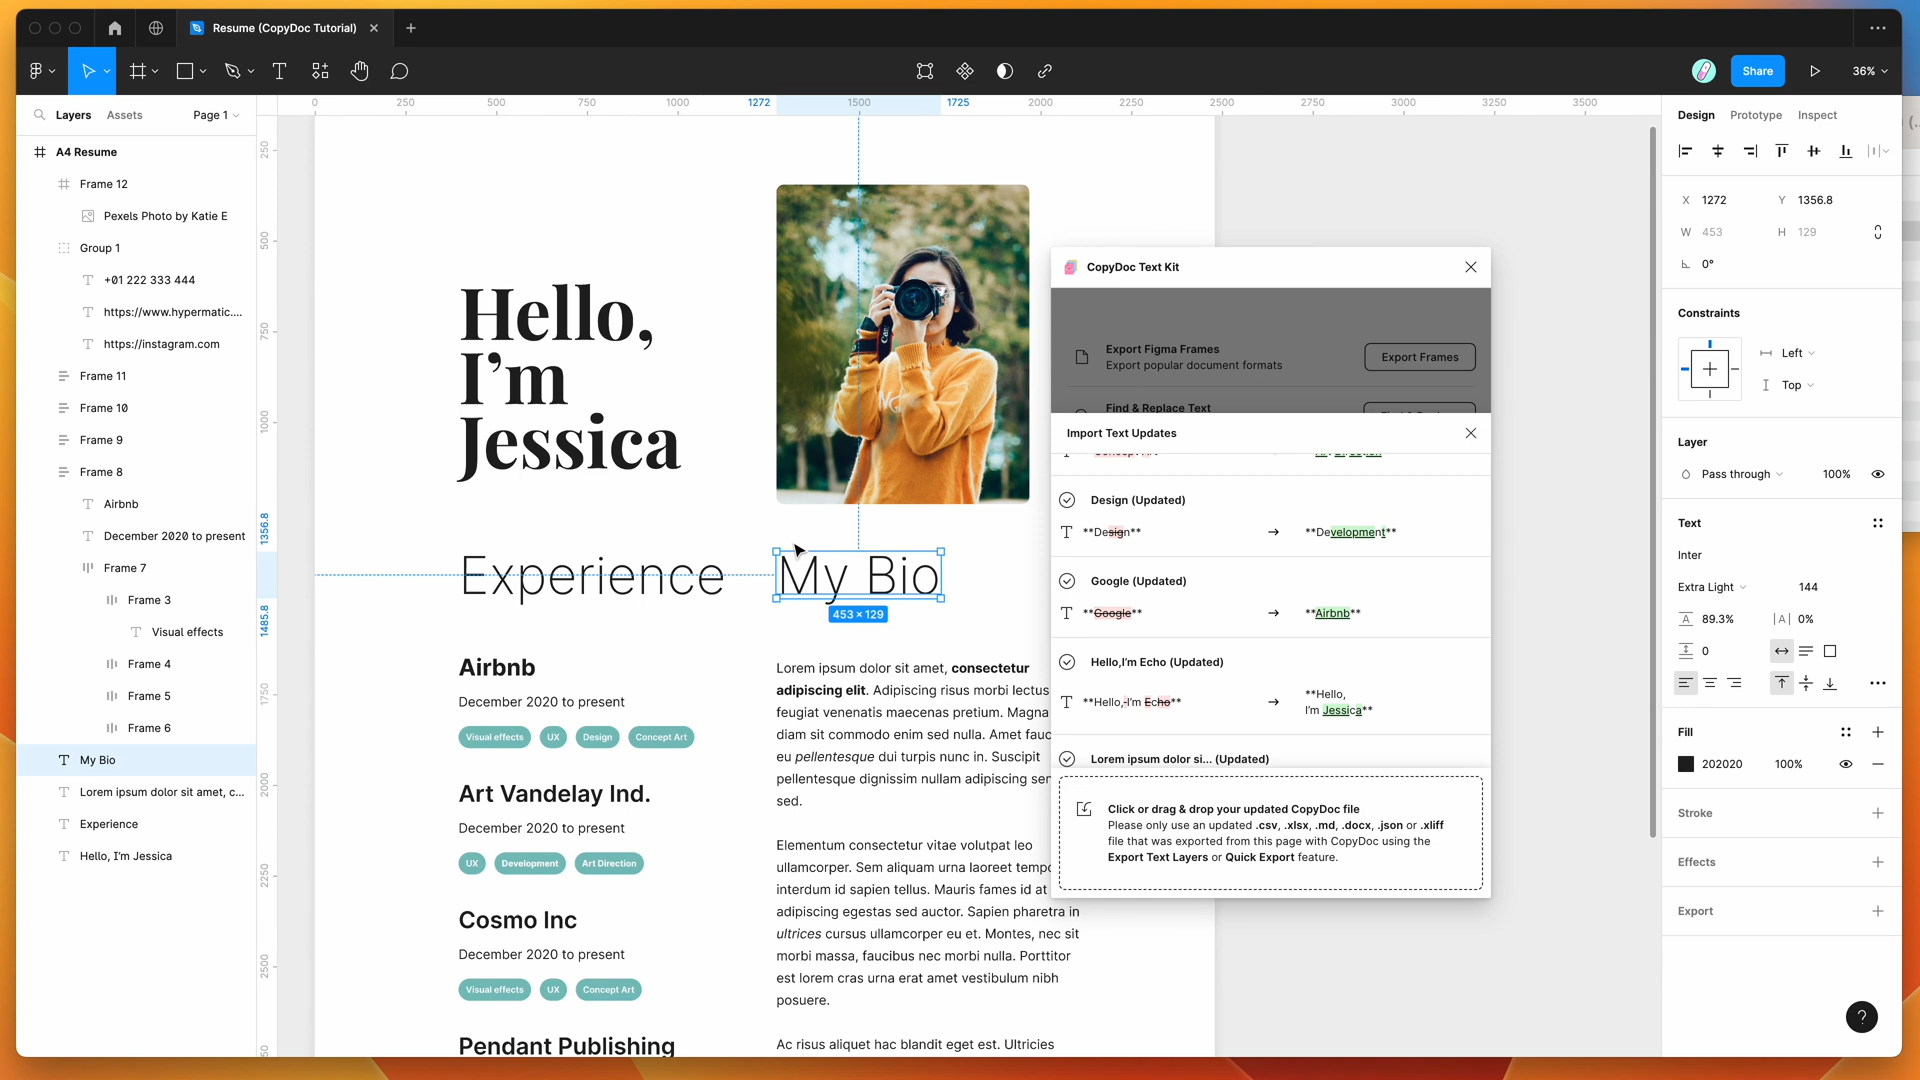 Resume (CopyDoc Tutorial)
Share
36%
Layers
Assets
Page 1
A4 Resume
Frame 12
Pexels Photo by Katie E
Group 1
+01 222 333 444
https://www.hypermatic....
https://instagram.com
Frame 11
Frame 10
Frame 9
Frame 8
Airbnb
December 2020 to present
Frame 7
Frame 3
Visual effects
Frame 4
Frame 5
Frame 6
My Bio
Lorem ipsum dolor sit amet, c...
Experience
Hello, I'm Jessica
0 250 500 750 1000 1272 1500 1725 2000 2250 2500 2750 3000 3250 3500
250
500
750
1000
1356.8
1485.8
1750
2000
2250
2500
Hello,
I'm
Jessica
Canon
Experience
My Bio
453 × 129
Airbnb
December 2020 to present
Visual effects UX Design Concept Art
Art Vandelay Ind.
December 2020 to present
UX Development Art Direction
Cosmo Inc
December 2020 to present
Visual effects UX Concept Art
Pendant Publishing
Lorem ipsum dolor sit amet, consectetur
adipiscing elit. Adipiscing risus morbi lectus
feugiat venenatis maecenas pretium. Magna
diam sit commodo enim sed nulla. Amet fauc
eu pellentesque dui turpis nunc in. Suscipit
pellentesque dignissim nullam adipiscing sem
sed.
Elementum consectetur vitae volutpat leo
ullamcorper. Sem aliquam urna laoreet tempo
interdum id sapien tellus. Mauris fames id at
adipiscing egestas sed auctor. Sapien pharetra in
ultrices cursus ullamcorper eu et. Montes, nec sit
morbi massa, faucibus nec morbi nulla. Porttitor
est lorem cras urna erat amet vestibulum nibh
posuere.
Ac risus aliquet hac blandit eget est. Ultricies
CopyDoc Text Kit
Export Figma Frames
Export popular document formats
Export Frames
Find & Replace Text
Import Text Updates
Design (Updated)
**Design** → **Development**
Google (Updated)
**Google** → **Airbnb**
Hello,I'm Echo (Updated)
**Hello,-I'm Echo** → **Hello,
I'm Jessica**
Lorem ipsum dolor si... (Updated)
Click or drag & drop your updated CopyDoc file
Please only use an updated .csv, .xlsx, .md, .docx, .json or .xliff
file that was exported from this page with CopyDoc using the
Export Text Layers or Quick Export feature.
Design
Prototype
Inspect
X 1272
Y 1356.8
W 453
H 129
0°
Constraints
Left
Top
Layer
Pass through
100%
Text
Inter
Extra Light
144
89.3%
0%
0
Fill
202020
100%
Stroke
Effects
Export
?